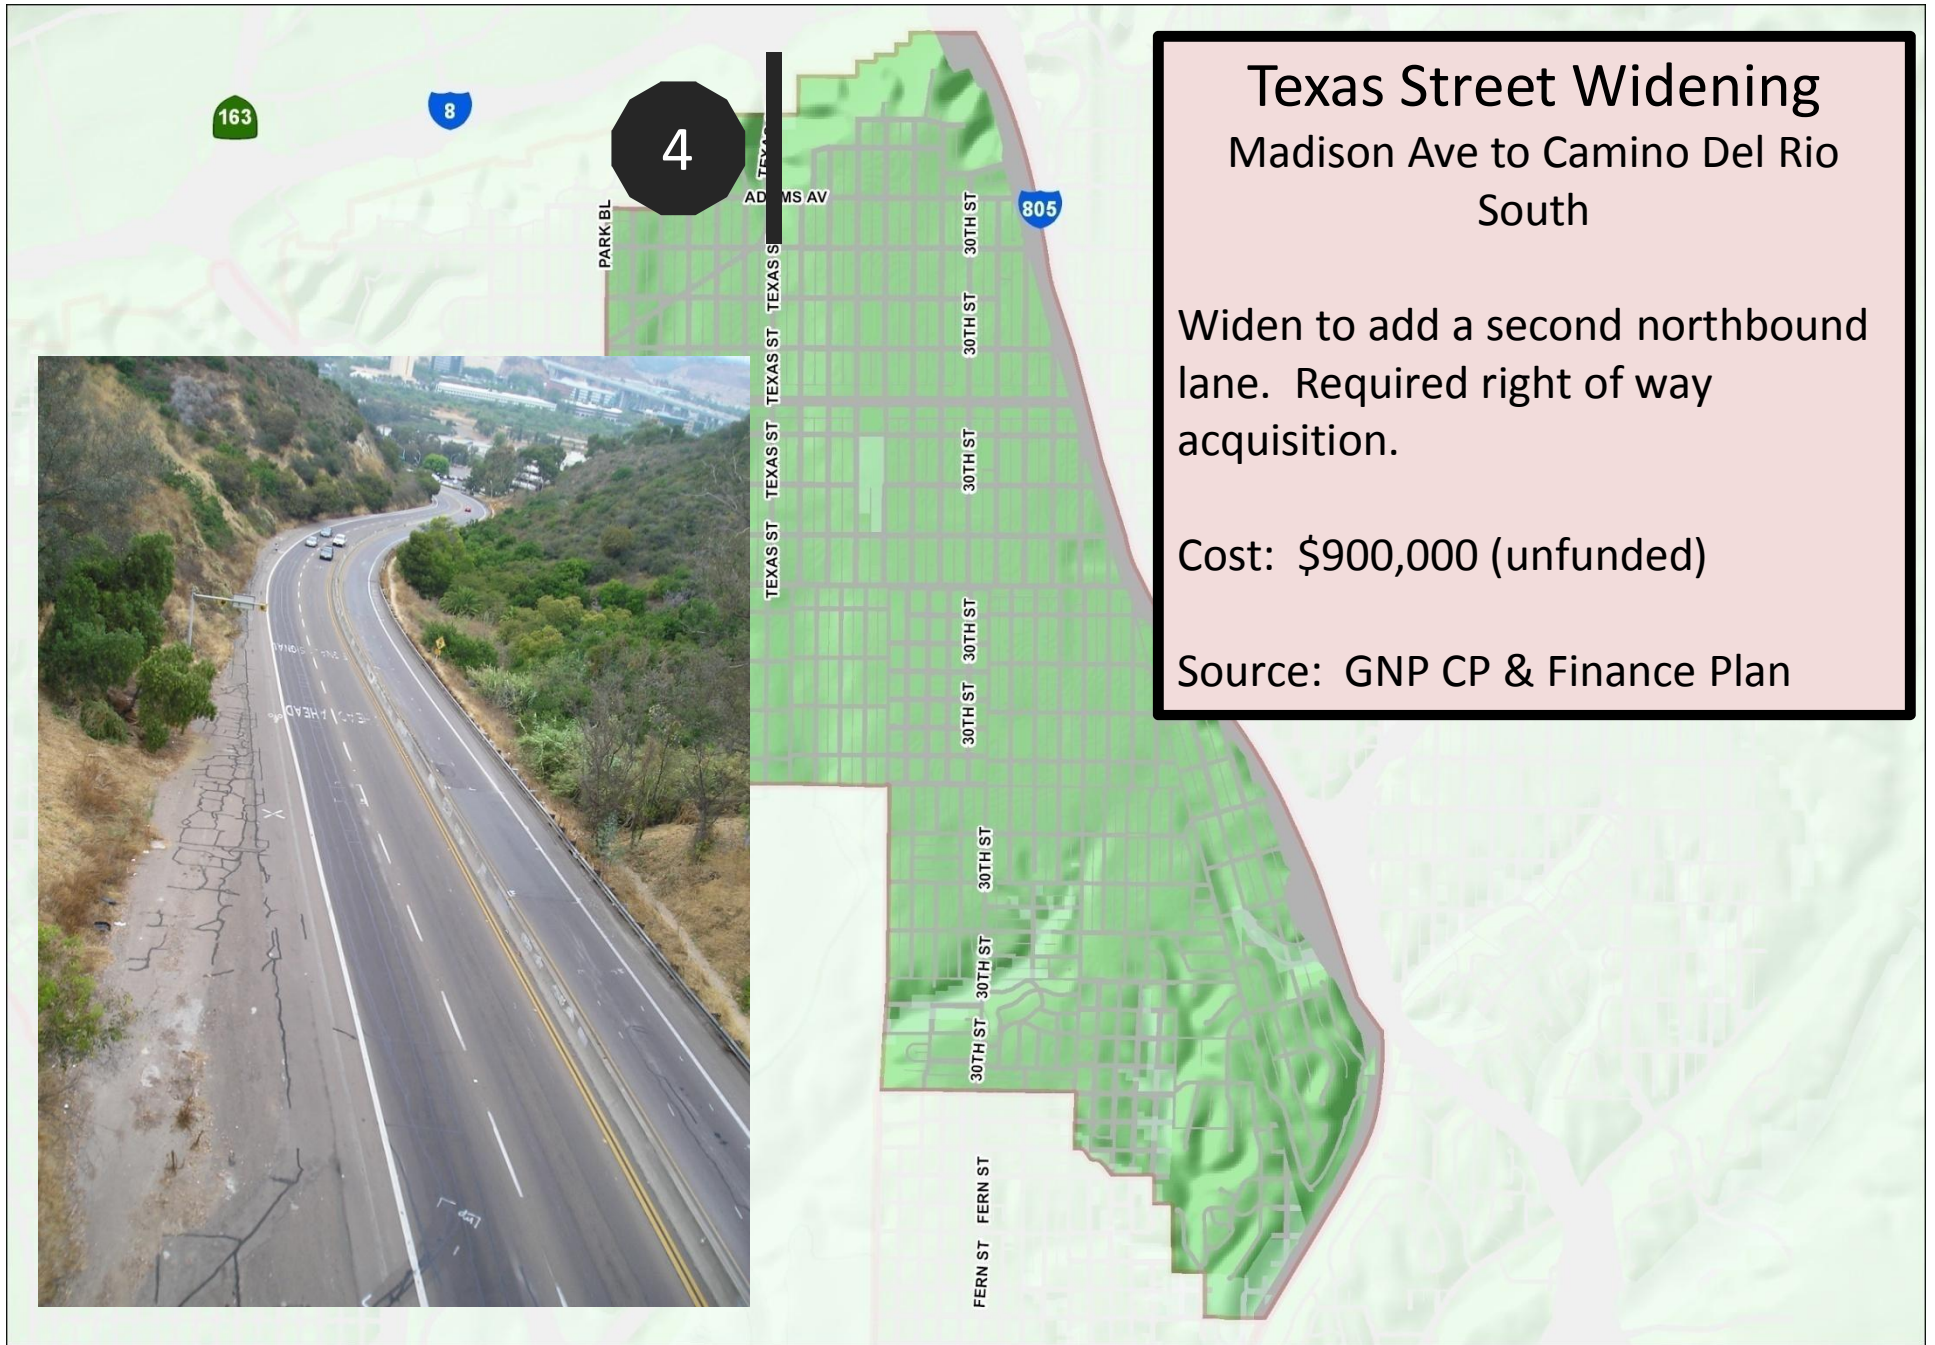 Texas Street Widening
Madison Ave to Camino Del Rio
South
Widen to add a second northbound
lane.  Required right of way
acquisition.
Cost:  $900,000 (unfunded)
Source:  GNP CP & Finance Plan
163
8
4
805
ADAMS AV
PARK BL
TEXAS ST
TEXAS ST
TEXAS ST
TEXAS ST
30TH ST
30TH ST
30TH ST
30TH ST
30TH ST
30TH ST
30TH ST
30TH ST
FERN ST
FERN ST
AHEAD